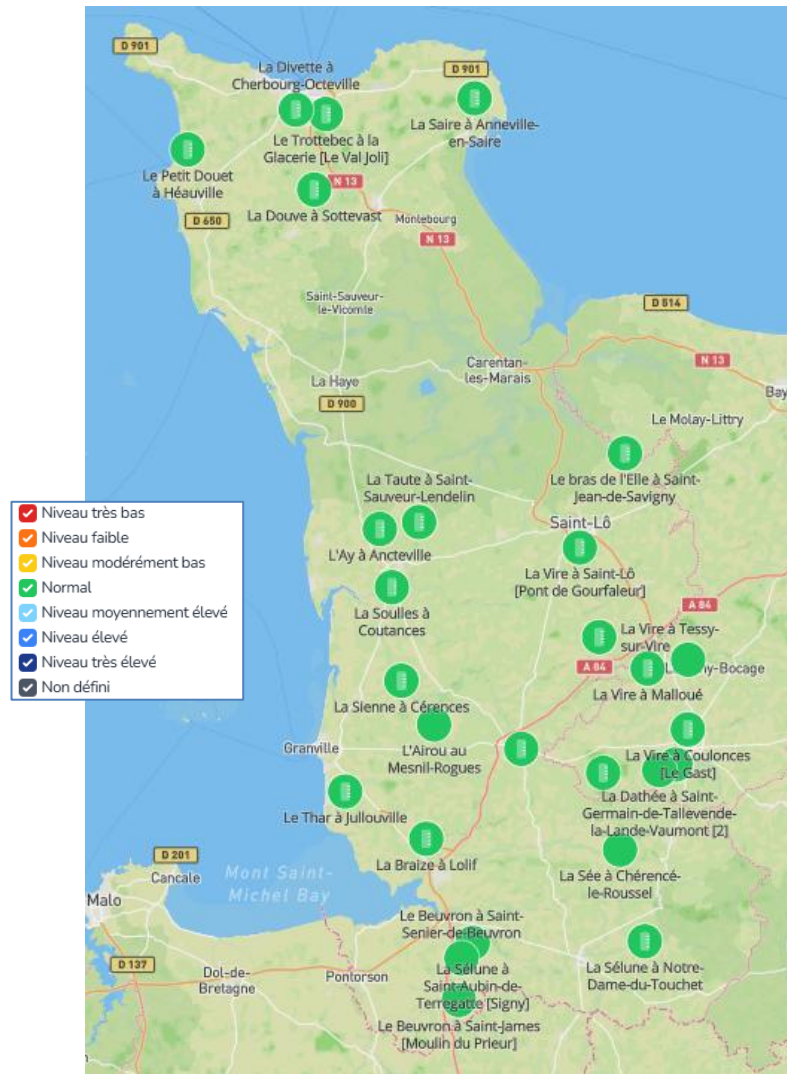 D 901
La Divette à
Cherbourg-Octeville
D 901
La Saire à Anneville-
en-Saire
Le Trottebec à la
Glacerie [Le Val Joli]
Le Petit Douet
à Héauville
N 13
La Douve à Sottevast
D 650
Montebourg
N 13
Saint-Sauveur-
le-Vicomte
D 514
Carentan-
les-Marais
N 13
La Haye
Bay
D 900
Le Molay-Littry
La Taute à Saint-
Sauveur-Lendelin
Le bras de l'Elle à Saint-
Jean-de-Savigny
Niveau très bas
Niveau faible
Niveau modérément bas
Normal
Niveau moyennement élevé
Niveau élevé
Niveau très élevé
Non défini
Saint-Lô
L'Ay à Ancteville
La Vire à Saint-Lô
[Pont de Gourfaleur]
La Soulles à
Coutances
A 84
La Vire à Tessy-
sur-Vire
A 84
ny-Bocage
La Vire à Malloué
La Sienne à Cérences
Granville
L'Airou au
Mesnil-Rogues
La Vire à Coulonces
[Le Gast]
Le Thar à Jullouville
La Dathée à Saint-
Germain-de-Tallevende-
la-Lande-Vaumont [2]
La Braize à Lolif
D 201
Cancale
Mont Saint-
Michel Bay
La Sée à Chérencé-
le-Roussel
Malo
Le Beuvron à Saint-
Senier-de-Beuvron
D 137
Dol-de-
Bretagne
Pontorson
La Sélune à
Saint-Aubin-de-
Terregatte [Signy]
La Sélune à Notre-
Dame-du-Touchet
Le Beuvron à Saint-James
[Moulin du Prieur]